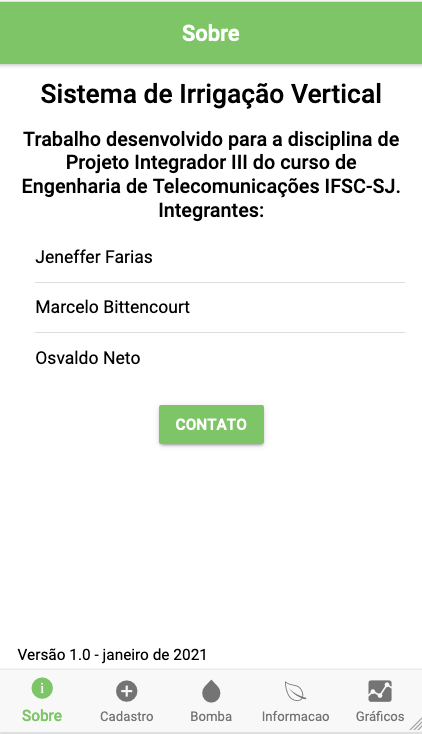 Sobre
Sistema de Irrigação Vertical
Trabalho desenvolvido para a disciplina de
Projeto Integrador III do curso de
Engenharia de Telecomunicações IFSC-SJ.
Integrantes:
Jeneffer Farias
Marcelo Bittencourt
Osvaldo Neto
CONTATO
Versão 1.0 - janeiro de 2021
Sobre Cadastro Bomba Informacao Gráficos